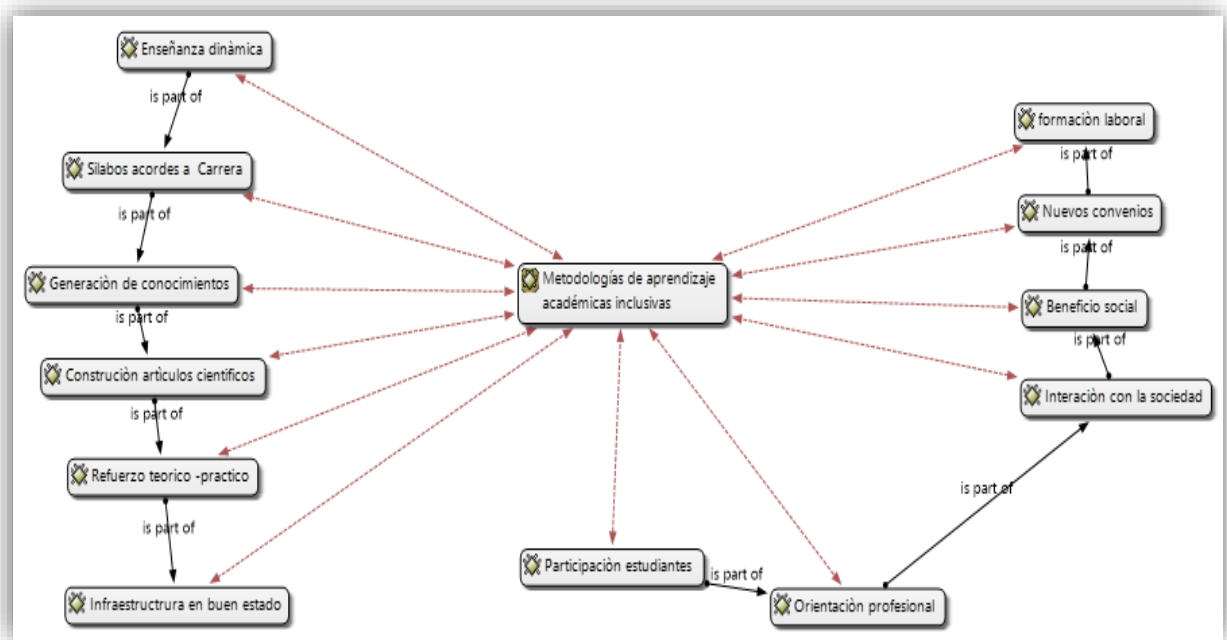 Enseñanza dinàmica
is part of
formaciòn laboral
is part of
Silabos acordes a Carrera
is part of
Nuevos convenios
is part of
Metodologías de aprendizaje
académicas inclusivas
Generaciòn de conocimientos
is part of
Beneficio social
is part of
Construciòn artìculos cientificos
is part of
Interaciòn con la sociedad
is part of
Refuerzo teorico -practico
is part of
Participaciòn estudiantes
is part of
Infraestructrura en buen estado
Orientaciòn profesional